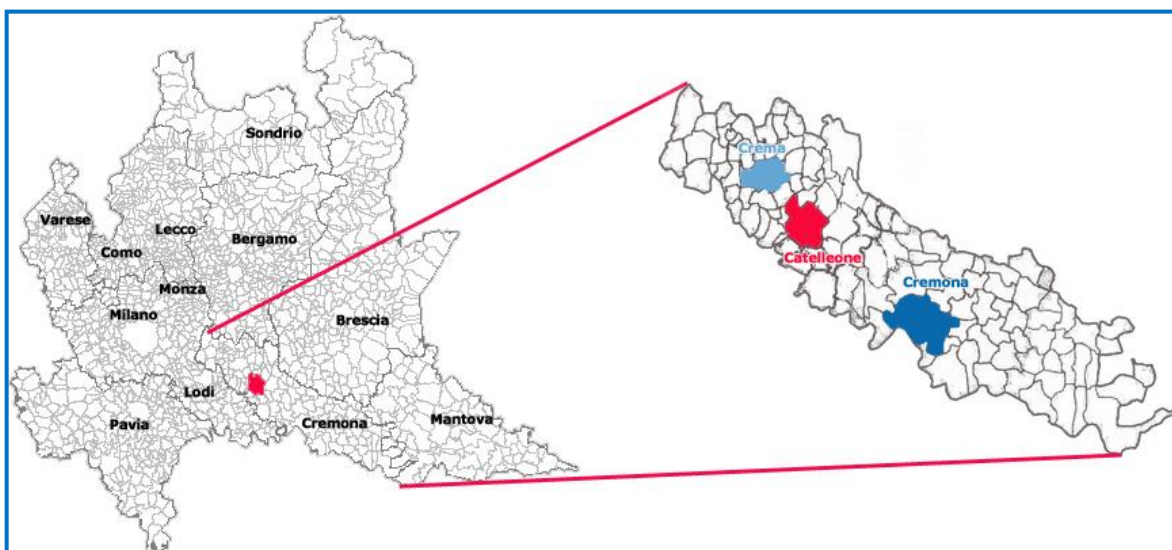 Sondrio
Varese
Lecco
Como
Bergamo
Monza
Milano
Brescia
Lodi
Pavia
Cremona
Mantova
Crema
Catelleone
Cremona